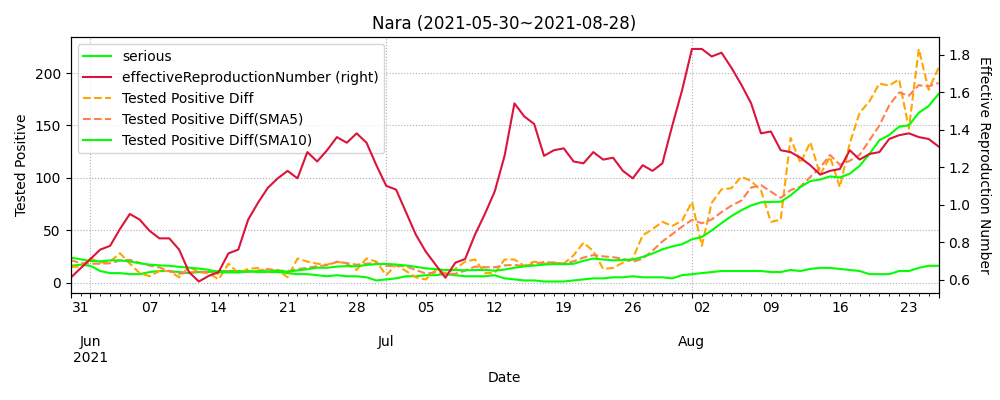 Nara (2021-05-30~2021-08-28)
serious
effectiveReproductionNumber (right)
Tested Positive Diff
Tested Positive Diff(SMA5)
Tested Positive Diff(SMA10)
Tested Positive
200
150
100
50
0
1.8
1.6
1.4
1.2
1.0
0.8
0.6
Effective Reproduction Number
31 07 14 21 28 05 12 19 26 02 09 16 23
Jun Jul Aug
2021
Date